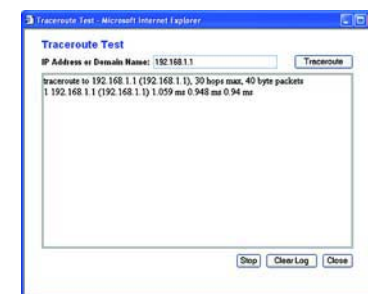 Traceroute Test - Microsoft Internet Explorer
Traceroute Test
IP Address or Domain Name: 192.168.1.1 Traceroute
traceroute to 192.168.1.1 (192.168.1.1), 30 hops max, 40 byte packets
1 192.168.1.1 (192.168.1.1) 1.059 ms 0.948 ms 0.94 ms
Stop Clear Log Close